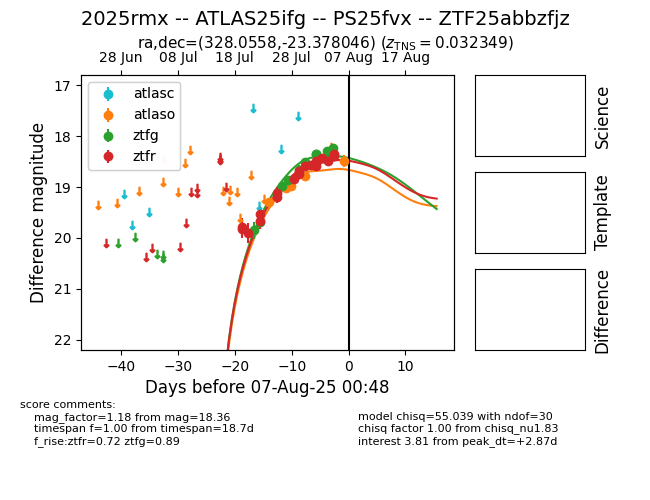 2025rmx -- ATLAS25ifg -- PS25fvx -- ZTF25abbzfjz
ra,dec=(328.0558,-23.378046) (z_TNS = 0.032349)
28 Jun 08 Jul 18 Jul 28 Jul 07 Aug 17 Aug
17
18
19
20
21
22
Difference magnitude
atlasc
atlaso
ztfg
ztfr
−40 −30 −20 −10 0 10
Days before 07-Aug-25 00:48
Science
Template
Difference
score comments:
mag_factor=1.18 from mag=18.36
timespan f=1.00 from timespan=18.7d
f_rise:ztfr=0.72 ztfg=0.89
model chisq=55.039 with ndof=30
chisq factor 1.00 from chisq_nu1.83
interest 3.81 from peak_dt=+2.87d